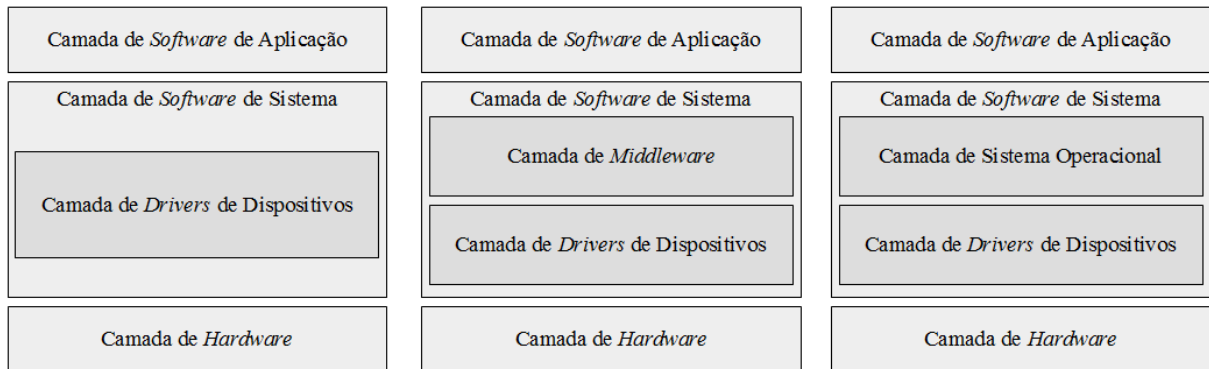 Camada de Software de Aplicação
Camada de Software de Sistema
Camada de Drivers de Dispositivos
Camada de Hardware
Camada de Software de Aplicação
Camada de Software de Sistema
Camada de Middleware
Camada de Drivers de Dispositivos
Camada de Hardware
Camada de Software de Aplicação
Camada de Software de Sistema
Camada de Sistema Operacional
Camada de Drivers de Dispositivos
Camada de Hardware